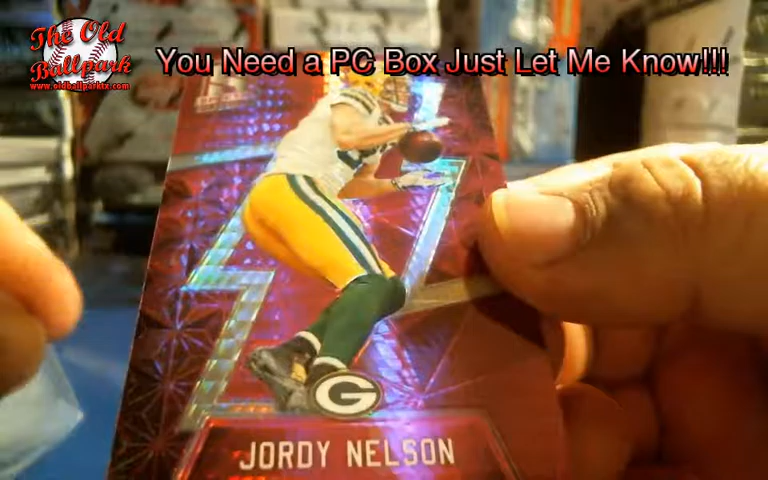 The Old
Ballpark
www.oldballparktx.com
You Need a PC Box Just Let Me Know!!!
G
JORDY NELSON